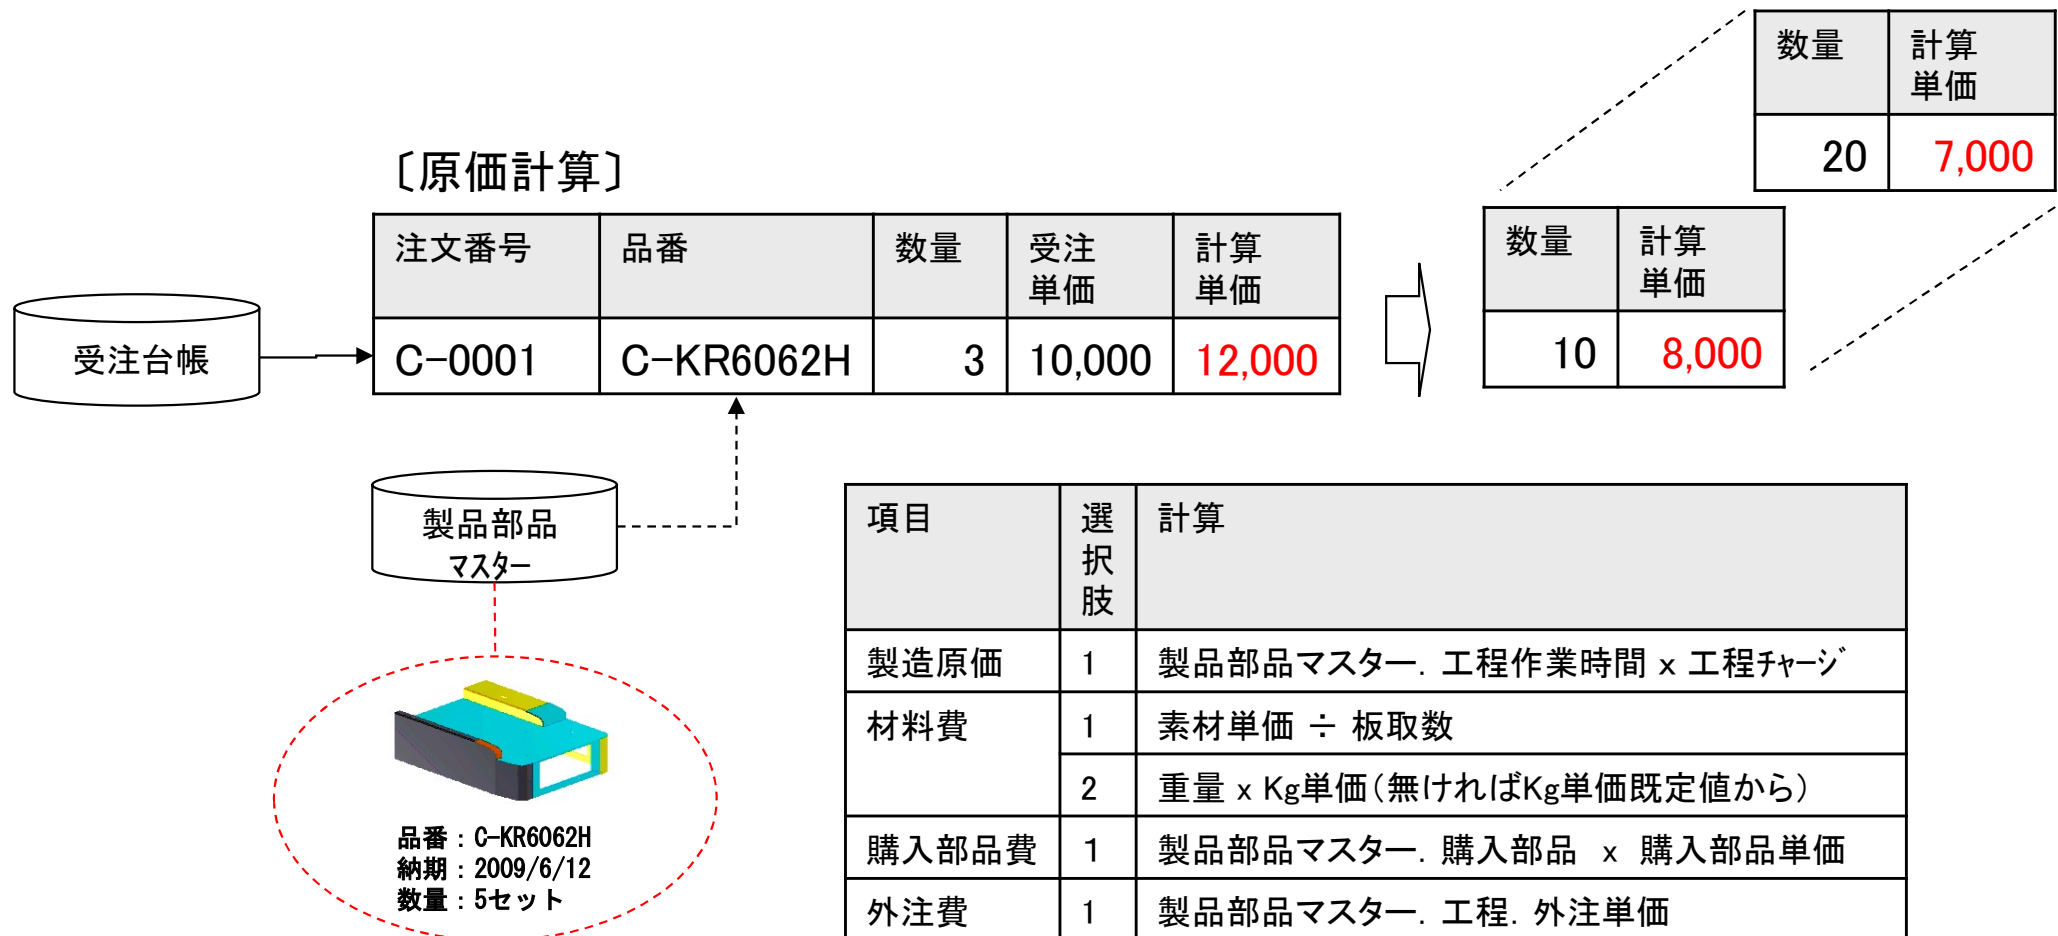 数量 計算
単価
20 7,000
〔原価計算〕
注文番号 品番 数量 受注 計算
単価 単価
C-0001 C-KR6062H 3 10,000 12,000
数量 計算
単価
10 8,000
受注台帳
製品部品
マスター
品番：C-KR6062H
納期：2009/6/12
数量：5セット
項目 選択肢 計算
製造原価 1 製品部品マスター．工程作業時間 x 工程チャージ
材料費 1 素材単価 ÷ 板取数
2 重量 x Kg単価（無ければKg単価既定値から）
購入部品費 1 製品部品マスター．購入部品 x 購入部品単価
外注費 1 製品部品マスター．工程．外注単価